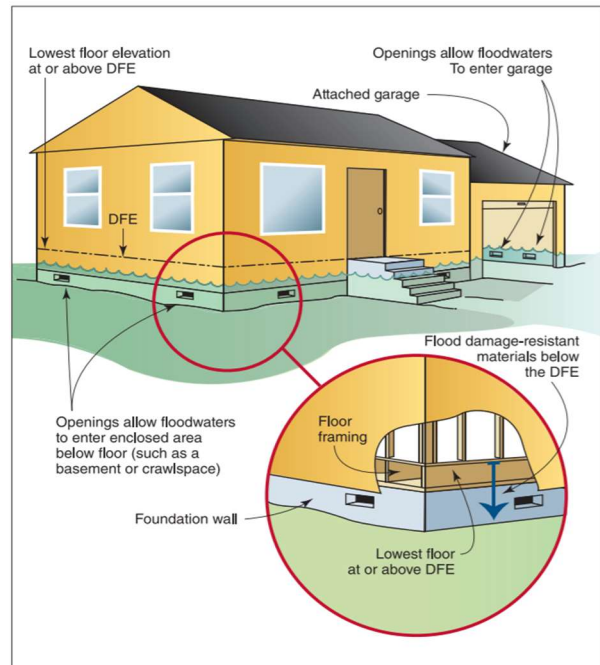 Lowest floor elevation
at or above DFE
Openings allow floodwaters
To enter garage
Attached garage
DFE
Flood damage-resistant
materials below
the DFE
Openings allow floodwaters
to enter enclosed area
below floor (such as a
basement or crawlspace)
Floor
framing
Foundation wall
Lowest floor
at or above DFE